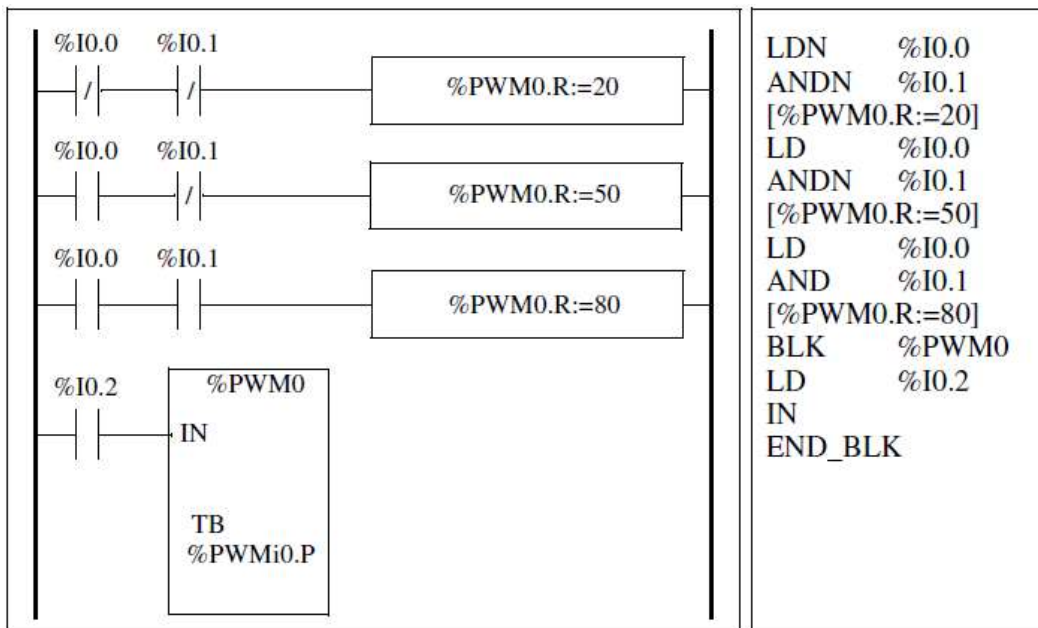 %I0.0 %I0.1
/ / %PWM0.R:=20
%I0.0 %I0.1
/ %PWM0.R:=50
%I0.0 %I0.1
%PWM0.R:=80
%I0.2 %PWM0
IN
TB
%PWMi0.P
LDN %I0.0
ANDN %I0.1
[%PWM0.R:=20]
LD %I0.0
ANDN %I0.1
[%PWM0.R:=50]
LD %I0.0
AND %I0.1
[%PWM0.R:=80]
BLK %PWM0
LD %I0.2
IN
END_BLK